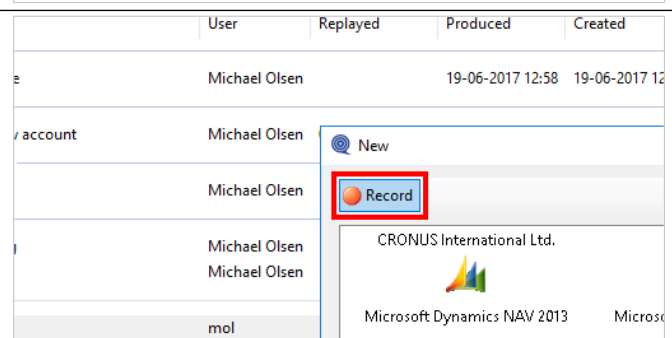 User Replayed Produced Created
Michael Olsen 19-06-2017 12:58 19-06-2017 12
account Michael Olsen
New
Michael Olsen
Record
Michael Olsen
CRONUS International Ltd.
Michael Olsen
Microsoft Dynamics NAV 2013
mol